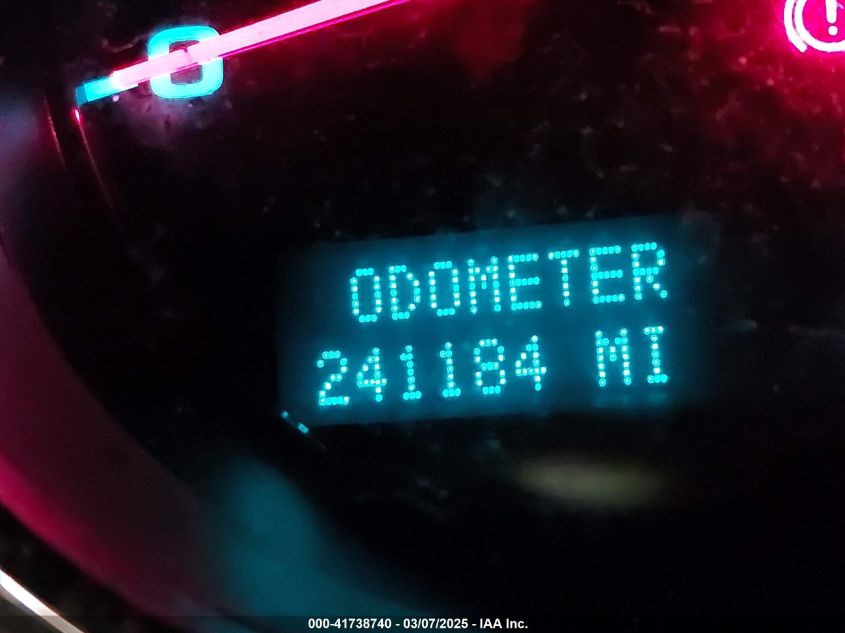 0
ODOMETER
241184 MI
000-41738740 - 03/07/2025 - IAA Inc.